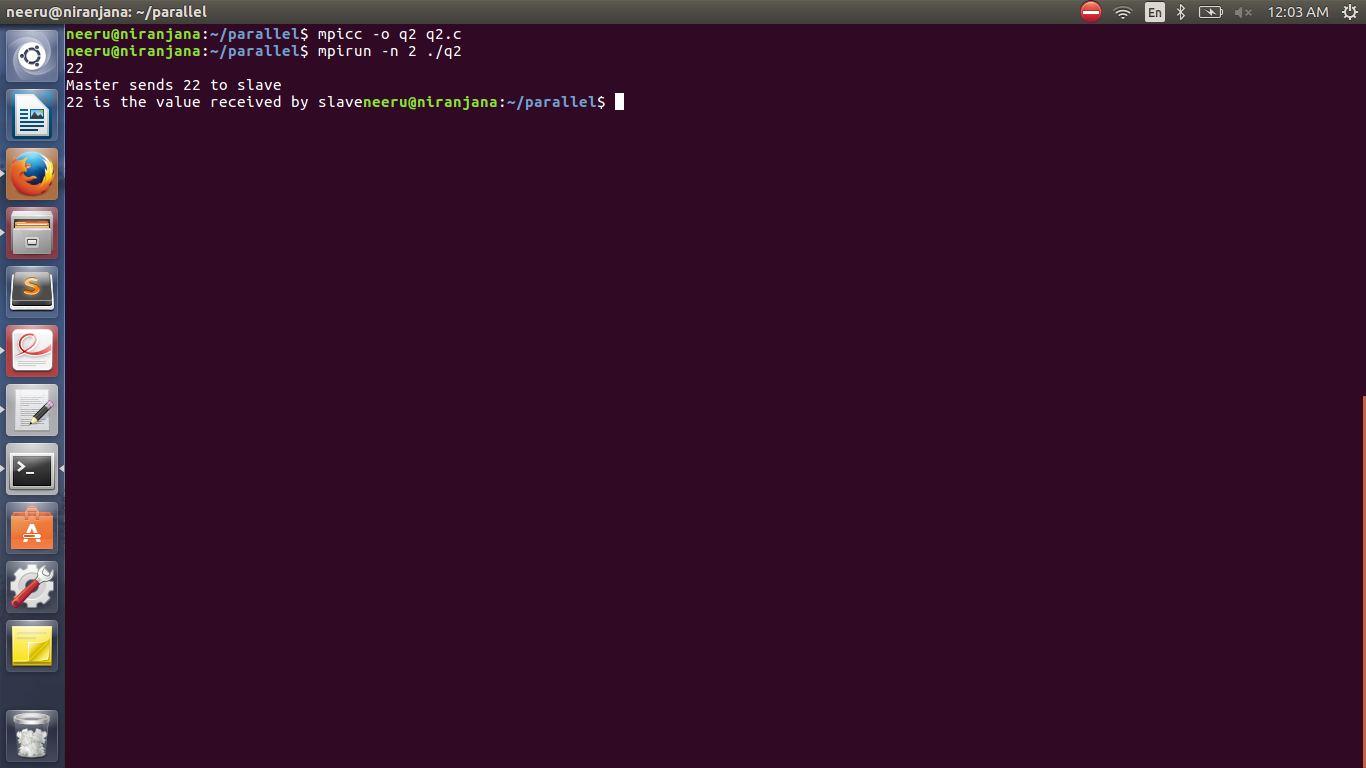 neeru@niranjana: ~/parallel
En
12:03 AM
neeru@niranjana:~/parallel$ mpicc -o q2 q2.c
neeru@niranjana:~/parallel$ mpirun -n 2 ./q2
22
Master sends 22 to slave
22 is the value received by slaveneeru@niranjana:~/parallel$